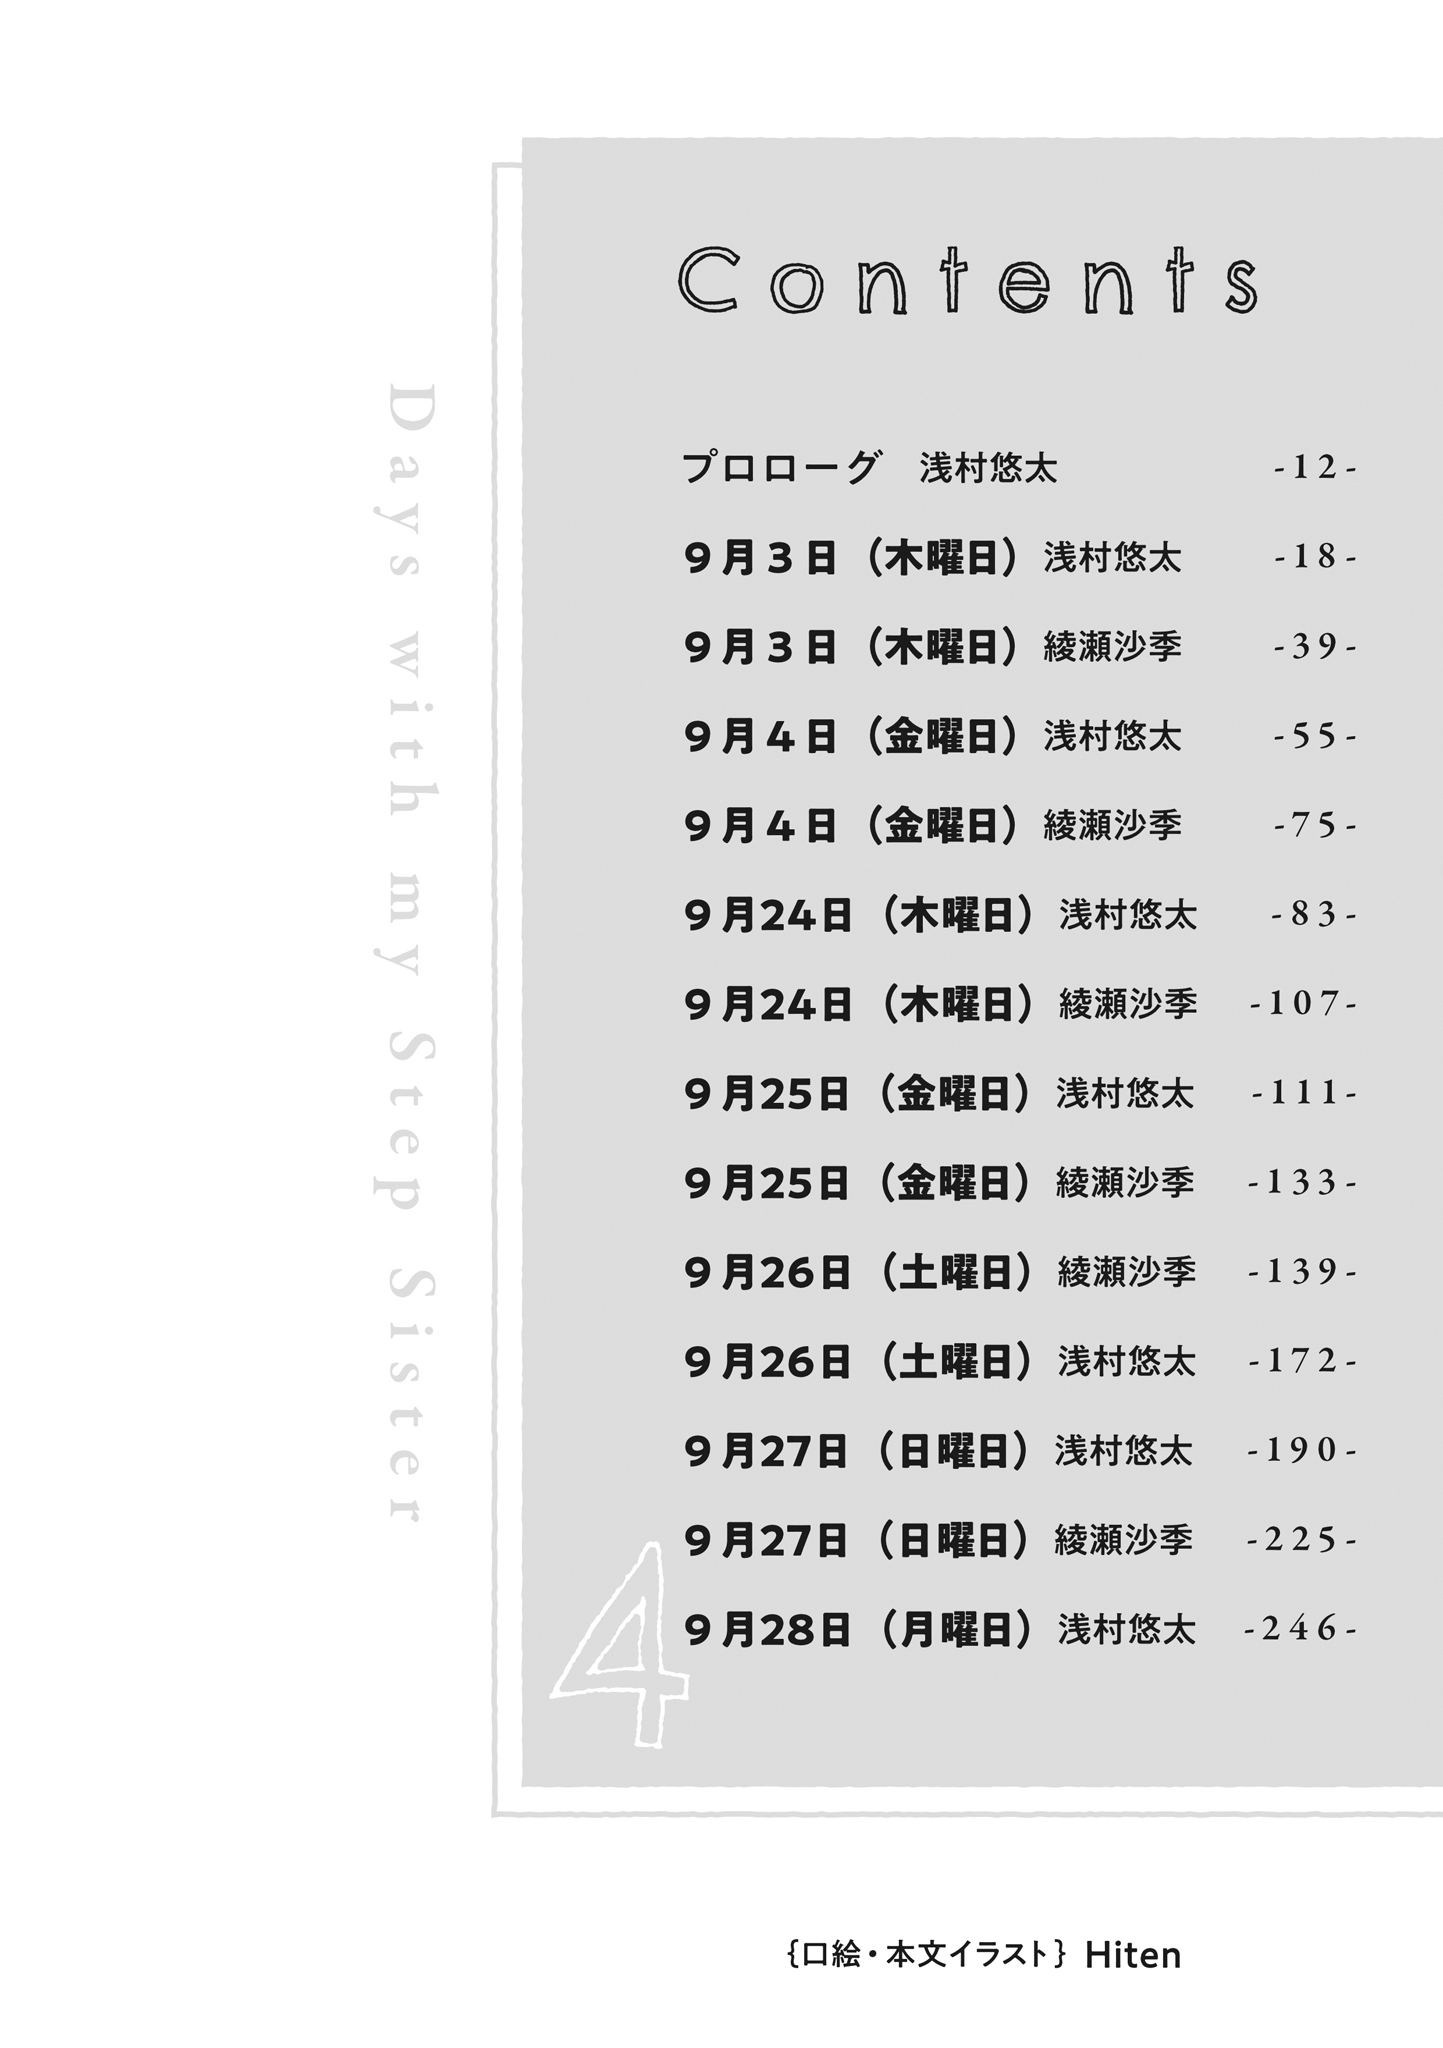 Contents
プロローグ 浅村悠太 -12-
9月3日（木曜日）浅村悠太 -18-
9月3日（木曜日）綾瀬沙季 -39-
9月4日（金曜日）浅村悠太 -55-
9月4日（金曜日）綾瀬沙季 -75-
9月24日（木曜日）浅村悠太 -83-
9月24日（木曜日）綾瀬沙季 -107-
9月25日（金曜日）浅村悠太 -111-
9月25日（金曜日）綾瀬沙季 -133-
9月26日（土曜日）綾瀬沙季 -139-
9月26日（土曜日）浅村悠太 -172-
9月27日（日曜日）浅村悠太 -190-
9月27日（日曜日）綾瀬沙季 -225-
9月28日（月曜日）浅村悠太 -246-
4
Days with my Step Sister
{口絵・本文イラスト} Hiten